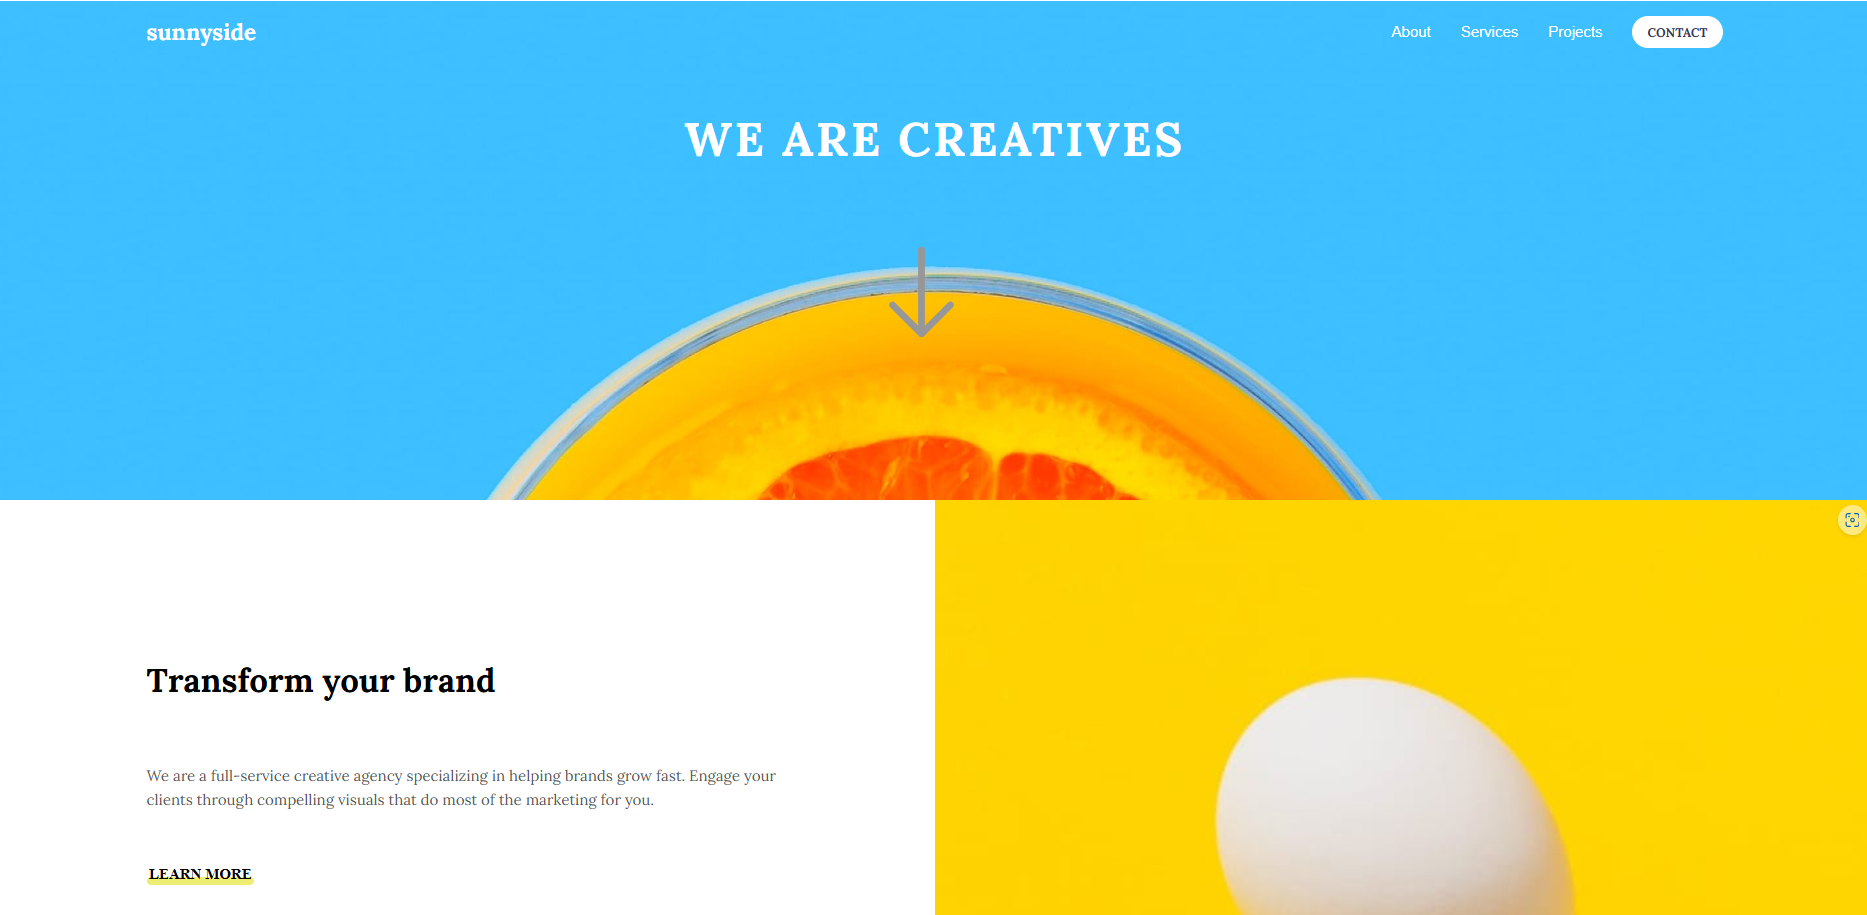 sunnyside
About Services Projects CONTACT
WE ARE CREATIVES
Transform your brand
We are a full-service creative agency specializing in helping brands grow fast. Engage your
clients through compelling visuals that do most of the marketing for you.
LEARN MORE